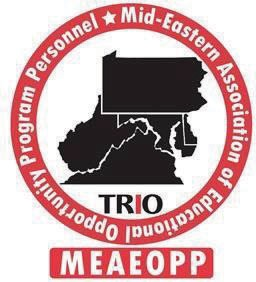 Mid-Eastern Association of Educational Opportunity Program Personnel ★
TRIO
MEAEOPP